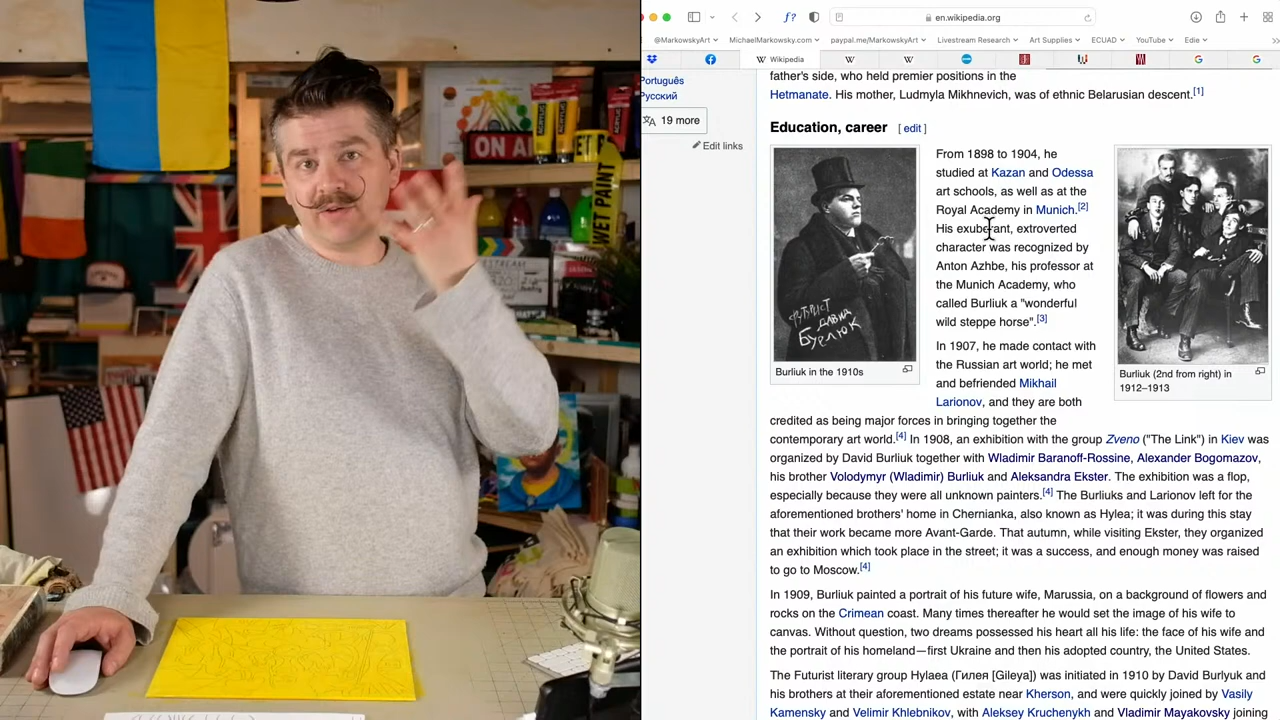 ON AI
WET PAINT
ACRYLIC
ACRYLIC
en.wikipedia.org
@MarkowskyArt
MichaelMarkowsky.com
paypal.me/MarkowskyArt
Livestream Research
Art Supplies
ECUAD
YouTube
Edie
Wikipedia
Português
Русский
19 more
Edit links
father's side, who held premier positions in the
Hetmanate. His mother, Ludmyla Mikhnevich, was of ethnic Belarusian descent.[1]
Education, career [ edit ]
Футурист
Давид
Бурлюк
Burliuk in the 1910s
From 1898 to 1904, he
studied at Kazan and Odessa
art schools, as well as at the
Royal Academy in Munich.[2]
His exuberant, extroverted
character was recognized by
Anton Azhbe, his professor at
the Munich Academy, who
called Burliuk a "wonderful
wild steppe horse".[3]
Burliuk (2nd from right) in
1912–1913
In 1907, he made contact with
the Russian art world; he met
and befriended Mikhail
Larionov, and they are both
credited as being major forces in bringing together the
contemporary art world.[4] In 1908, an exhibition with the group Zveno ("The Link") in Kiev was
organized by David Burliuk together with Wladimir Baranoff-Rossine, Alexander Bogomazov,
his brother Volodymyr (Wladimir) Burliuk and Aleksandra Ekster. The exhibition was a flop,
especially because they were all unknown painters.[4] The Burliuks and Larionov left for the
aforementioned brothers' home in Chernianka, also known as Hylea; it was during this stay
that their work became more Avant-Garde. That autumn, while visiting Ekster, they organized
an exhibition which took place in the street; it was a success, and enough money was raised
to go to Moscow.[4]
In 1909, Burliuk painted a portrait of his future wife, Marussia, on a background of flowers and
rocks on the Crimean coast. Many times thereafter he would set the image of his wife to
canvas. Without question, two dreams possessed his heart all his life: the face of his wife and
the portrait of his homeland—first Ukraine and then his adopted country, the United States.
The Futurist literary group Hylaea (Гилея [Gileya]) was initiated in 1910 by David Burlyuk and
his brothers at their aforementioned estate near Kherson, and were quickly joined by Vasily
Kamensky and Velimir Khlebnikov, with Aleksey Kruchenykh and Vladimir Mayakovsky joining